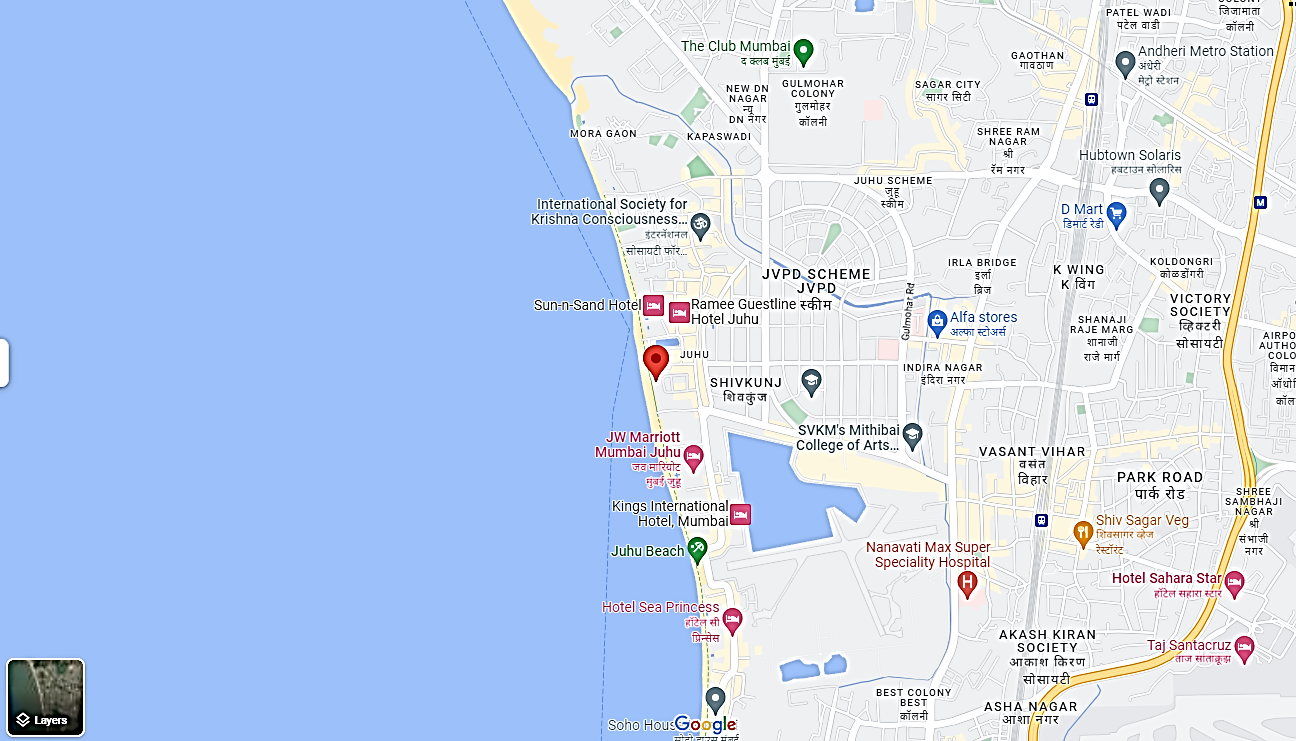 PATEL WADI
पटेल वाडी
जिजामाता
कॉलनी
The Club Mumbai
द क्लब मुंबई
GAOTHAN
गावठाण
Andheri Metro Station
अंधेरी
मेट्रो स्टेशन
NEW DN
NAGAR
न्यू
DN नगर
GULMOHAR
COLONY
गुलमोहर
कॉलनी
SAGAR CITY
सागर सिटी
MORA GAON
KAPASWADI
SHREE RAM
NAGAR
श्री
रॅम नगर
Hubtown Solaris
हबटाउन सोलारिस
JUHU SCHEME
जुहू
स्कीम
International Society for
Krishna Consciousness...
इंटरनॅशनल
सोसायटी फॉर...
D Mart
डिमार्ट रेडी
M
JVPD SCHEME
JVPD
स्कीम
IRLA BRIDGE
इर्ला
ब्रिज
K WING
K विंग
KOLDONGRI
कोळडोंगरी
Sun-n-Sand Hotel
Ramee Guestline
Hotel Juhu
Gulmohar Rd
Alfa stores
अल्फा स्टोअर्स
VICTORY
SOCIETY
व्हिक्टरी
सोसायटी
SHANAJI
RAJE MARG
शानाजी
राजे मार्ग
JUHU
SHIVKUNJ
शिवकुंज
INDIRA NAGAR
इंदिरा नगर
SVKM's Mithibai
College of Arts...
JW Marriott
Mumbai Juhu
जव मारियोट
मुंबई जुहू
VASANT VIHAR
वसंत
विहार
PARK ROAD
पार्क रोड
SHREE
SAMBHAJI
NAGAR
श्री
संभाजी
नगर
Kings International
Hotel, Mumbai
Shiv Sagar Veg
शिवसागर व्हेज
रेस्टॉरंट
Juhu Beach
Nanavati Max Super
Speciality Hospital
H
Hotel Sahara Star
हॉटेल सहारा स्टार
Hotel Sea Princess
हॉटेल सी
प्रिन्सेस
AKASH KIRAN
SOCIETY
आकाश किरण
सोसायटी
Taj Santacruz
ताज सांताक्रूझ
BEST COLONY
BEST
कॉलनी
ASHA NAGAR
आशा नगर
Layers
Soho
Google